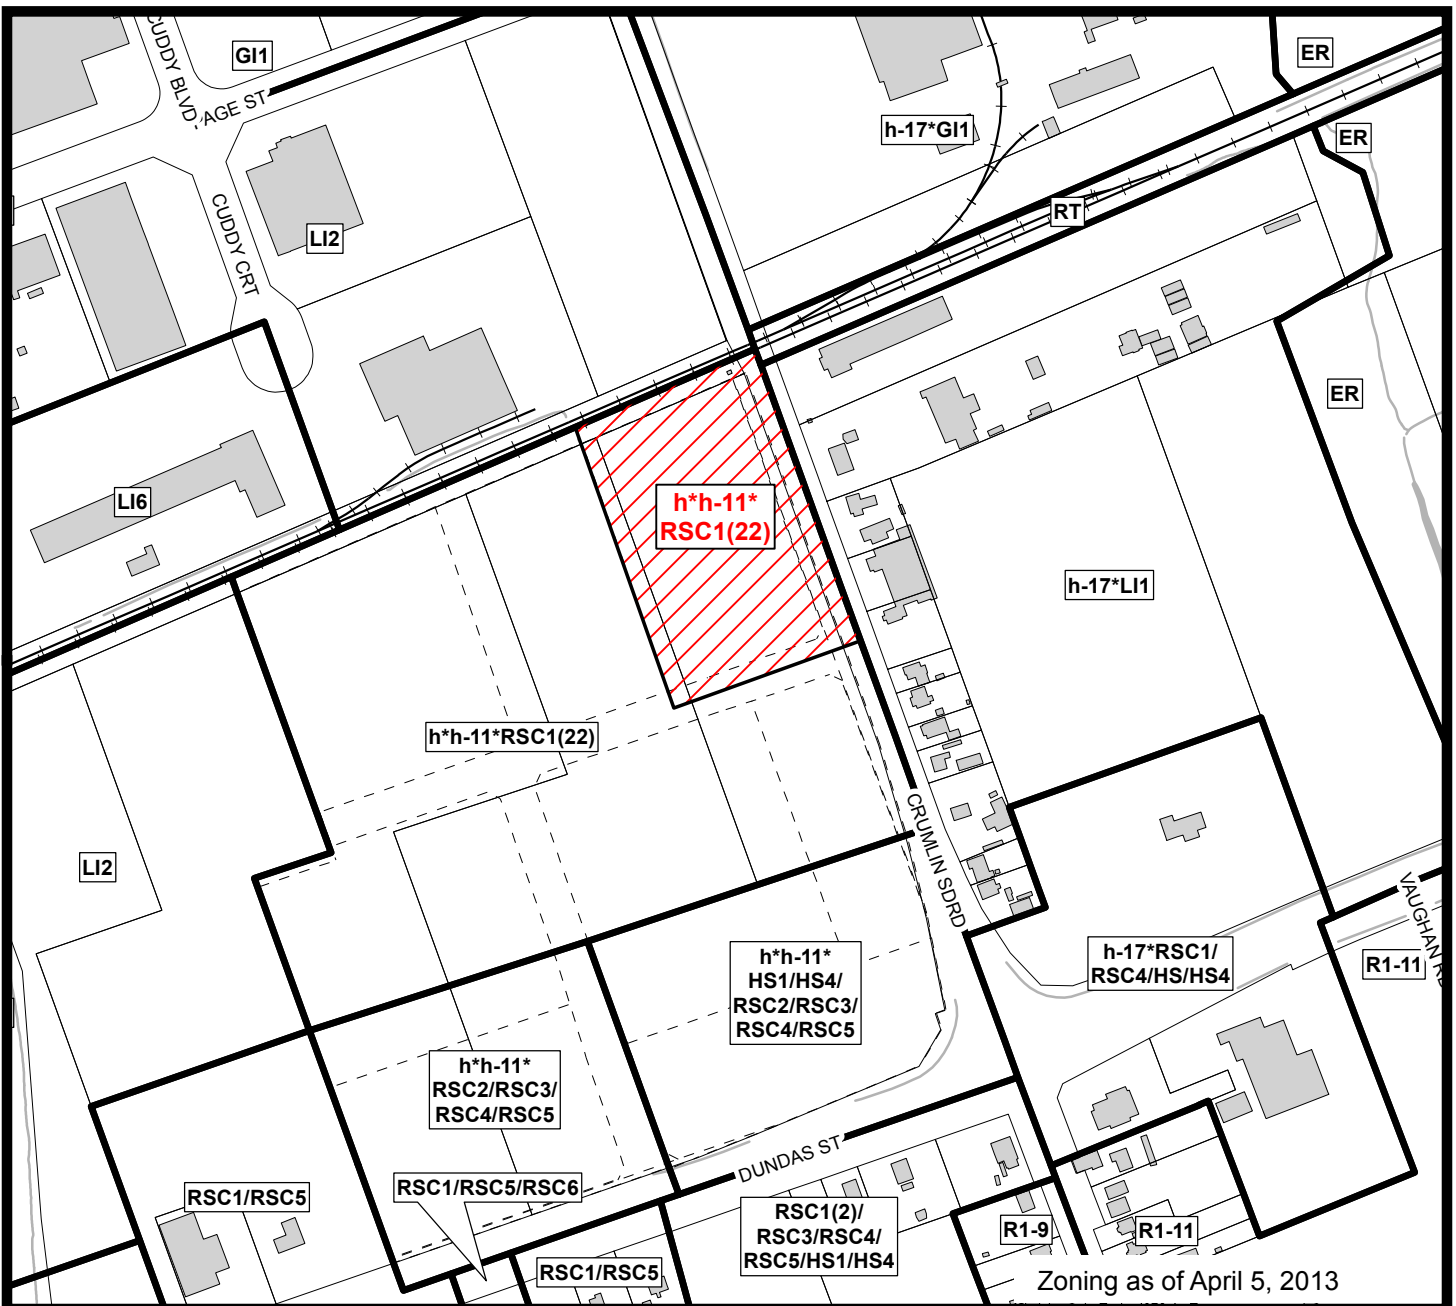 CUDDY BLVD
GI1
PAGE ST
ER
h-17*GI1
ER
RT
CUDDY CRT
LI2
ER
LI6
h*h-11*
RSC1(22)
h-17*LI1
h*h-11*RSC1(22)
LI2
CRUMLIN SDRD
VAUGHAN RD
h*h-11*
HS1/HS4/
RSC2/RSC3/
RSC4/RSC5
h-17*RSC1/
RSC4/HS/HS4
R1-11
h*h-11*
RSC2/RSC3/
RSC4/RSC5
DUNDAS ST
RSC1/RSC5
RSC1/RSC5/RSC6
RSC1(2)/
RSC3/RSC4/
RSC5/HS1/HS4
R1-9
R1-11
RSC1/RSC5
Zoning as of April 5, 2013